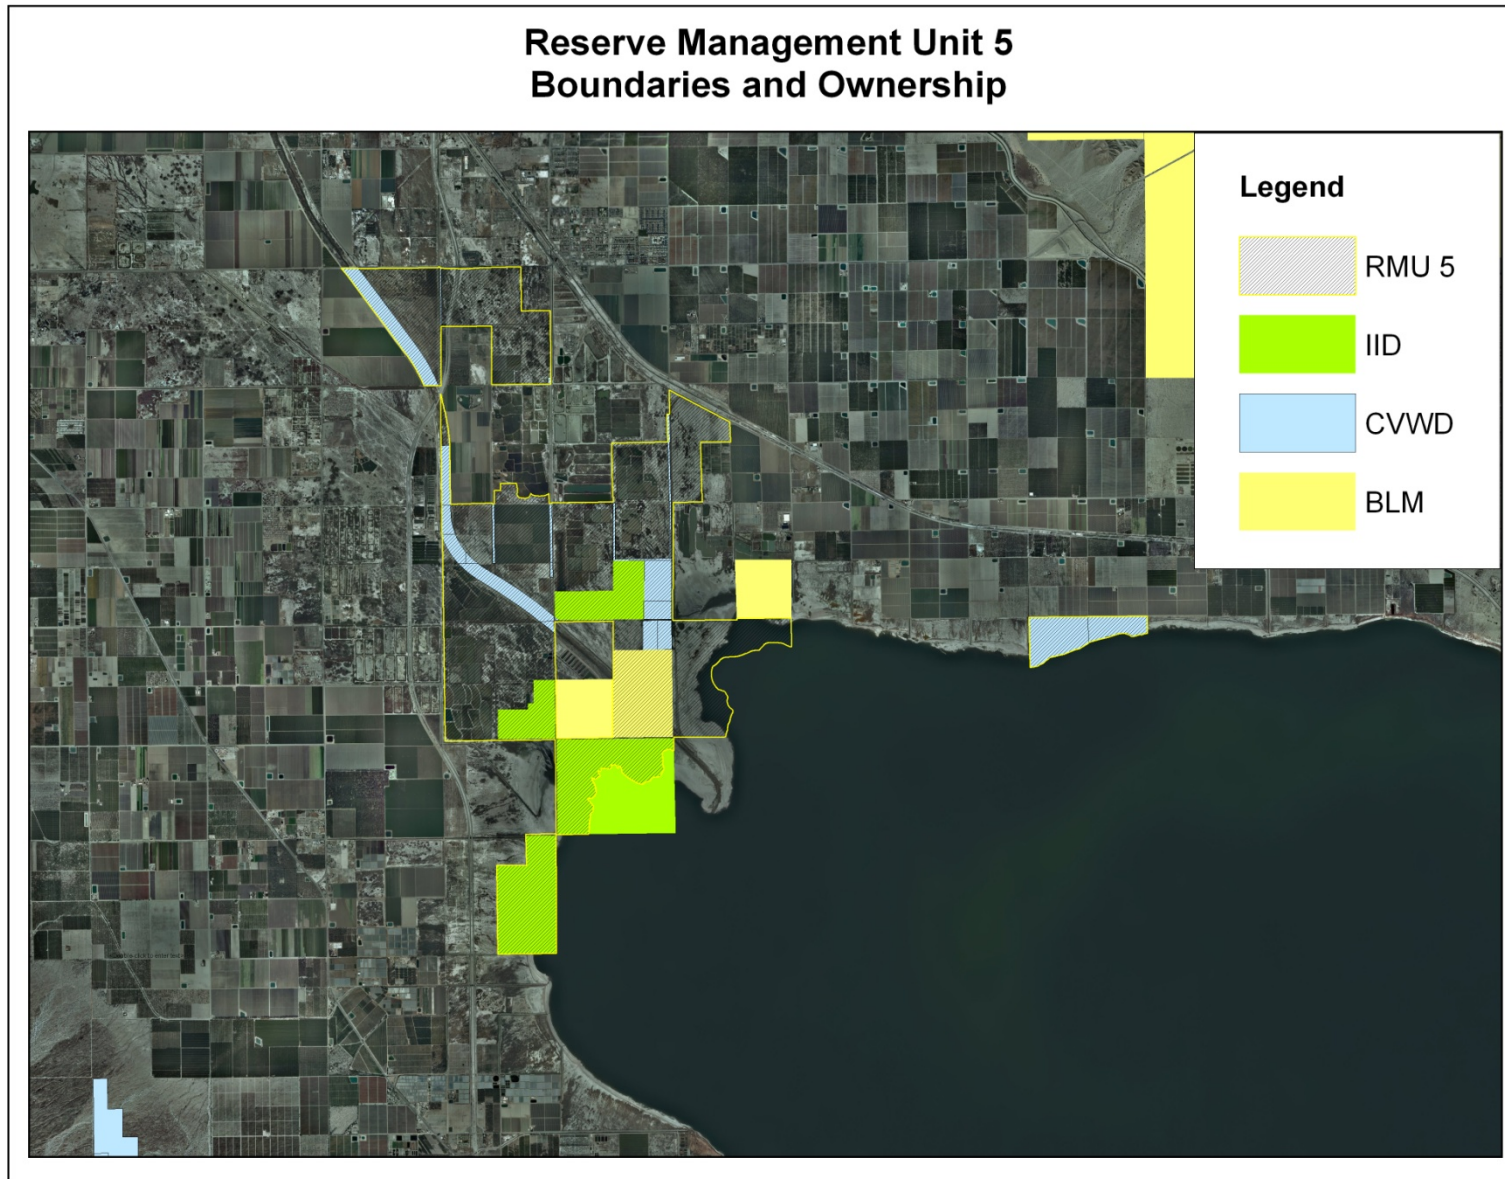 Reserve Management Unit 5
Boundaries and Ownership
Legend
RMU 5
IID
CVWD
BLM